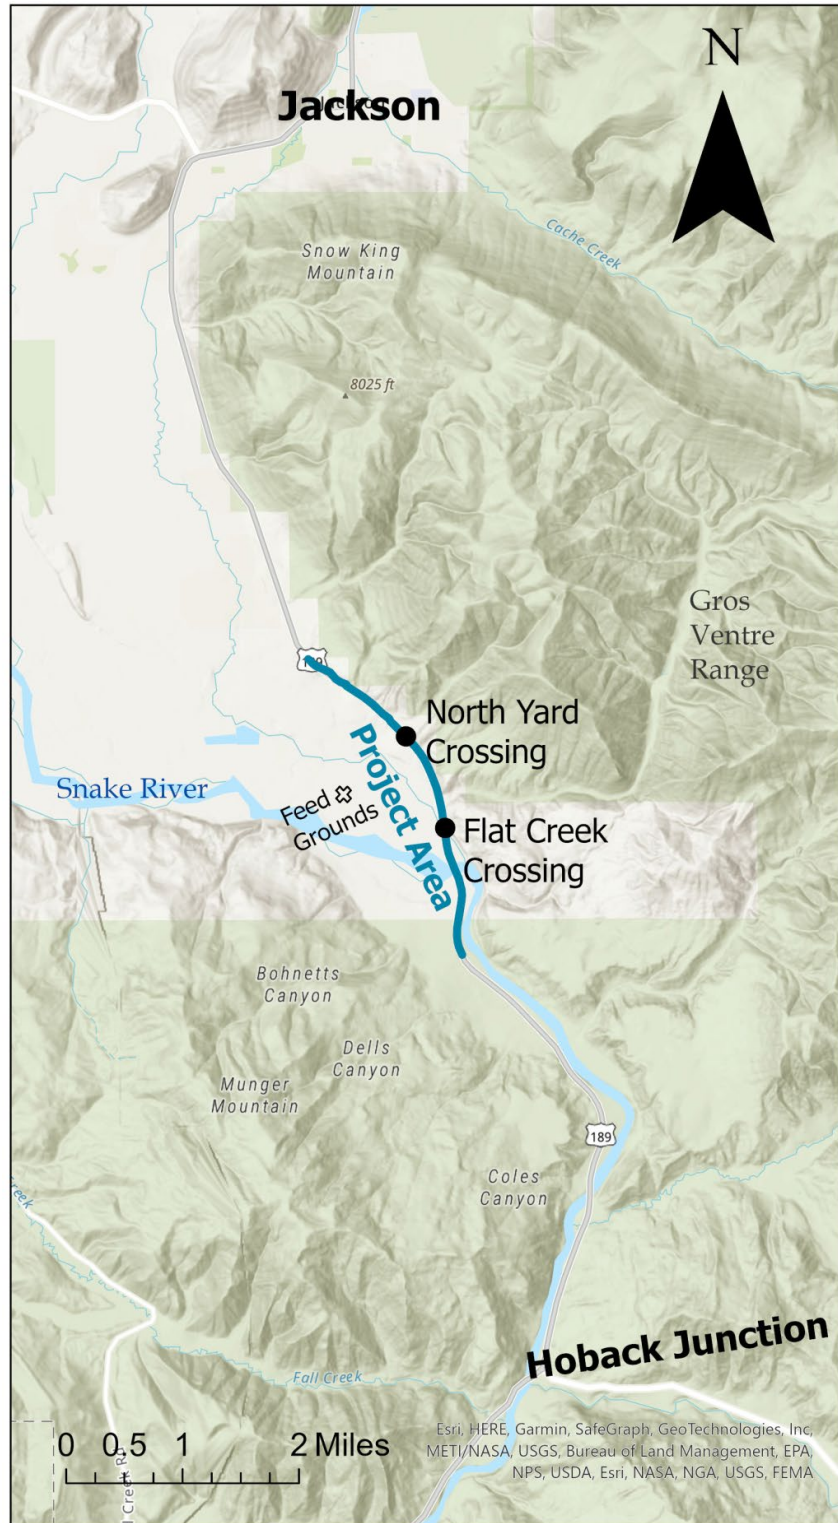 N
Jackson
Cache Creek
Snow King
Mountain
8025 ft
Gros
Ventre
Range
189
North Yard
Crossing
Project Area
Snake River
Feed
Grounds
Flat Creek
Crossing
Bohnetts
Canyon
Dells
Canyon
Munger
Mountain
189
Coles
Canyon
Creek
Hoback Junction
Fall Creek
0 0.5 1 2 Miles
Creek Rd
Esri, HERE, Garmin, SafeGraph, GeoTechnologies, Inc,
METI/NASA, USGS, Bureau of Land Management, EPA,
NPS, USDA, Esri, NASA, NGA, USGS, FEMA